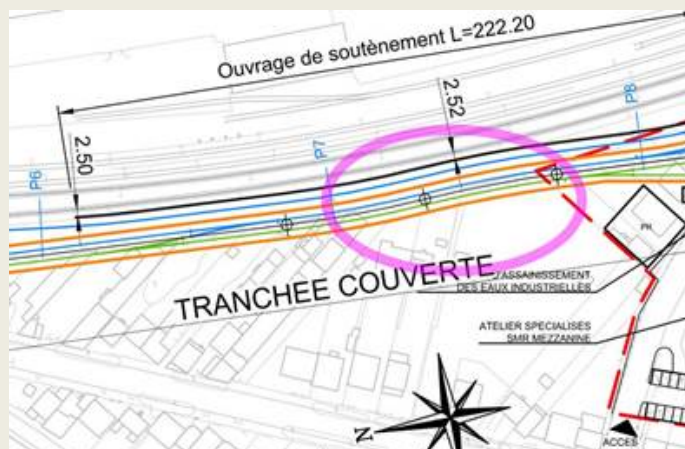 Ouvrage de soutènement L=222.20
2.50
2.52
P6
P7
P8
PR
TRANCHEE COUVERTE
D'ASSAINISSEMENT
DES EAUX INDUSTRIELLES
ATELIER SPECIALISES
SMR MEZZANINE
N
ACCES